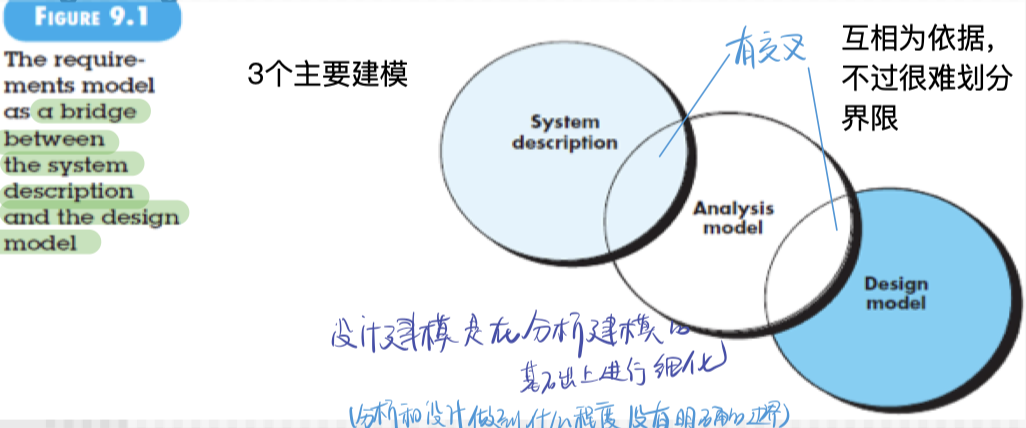 FIGURE 9.1
The require-
ments model
as a bridge
between
the system
description
and the design
model
3个主要建模
System
description
有交叉
互相为依据，
不过很难划分
界限
Analysis
model
Design
model
设计建模是在分析建模的
基础上进行细化
(分析和设计做到什么程度没有明确的边界)